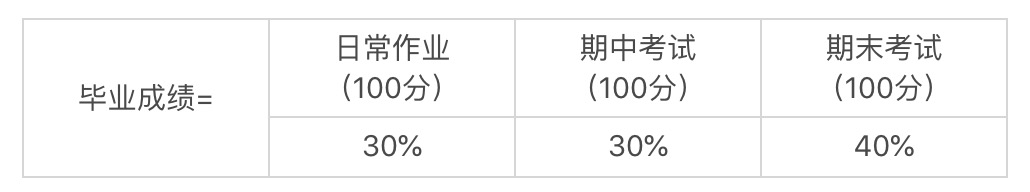 毕业成绩=
日常作业
（100分）
期中考试
（100分）
期末考试
（100分）
30%
30%
40%